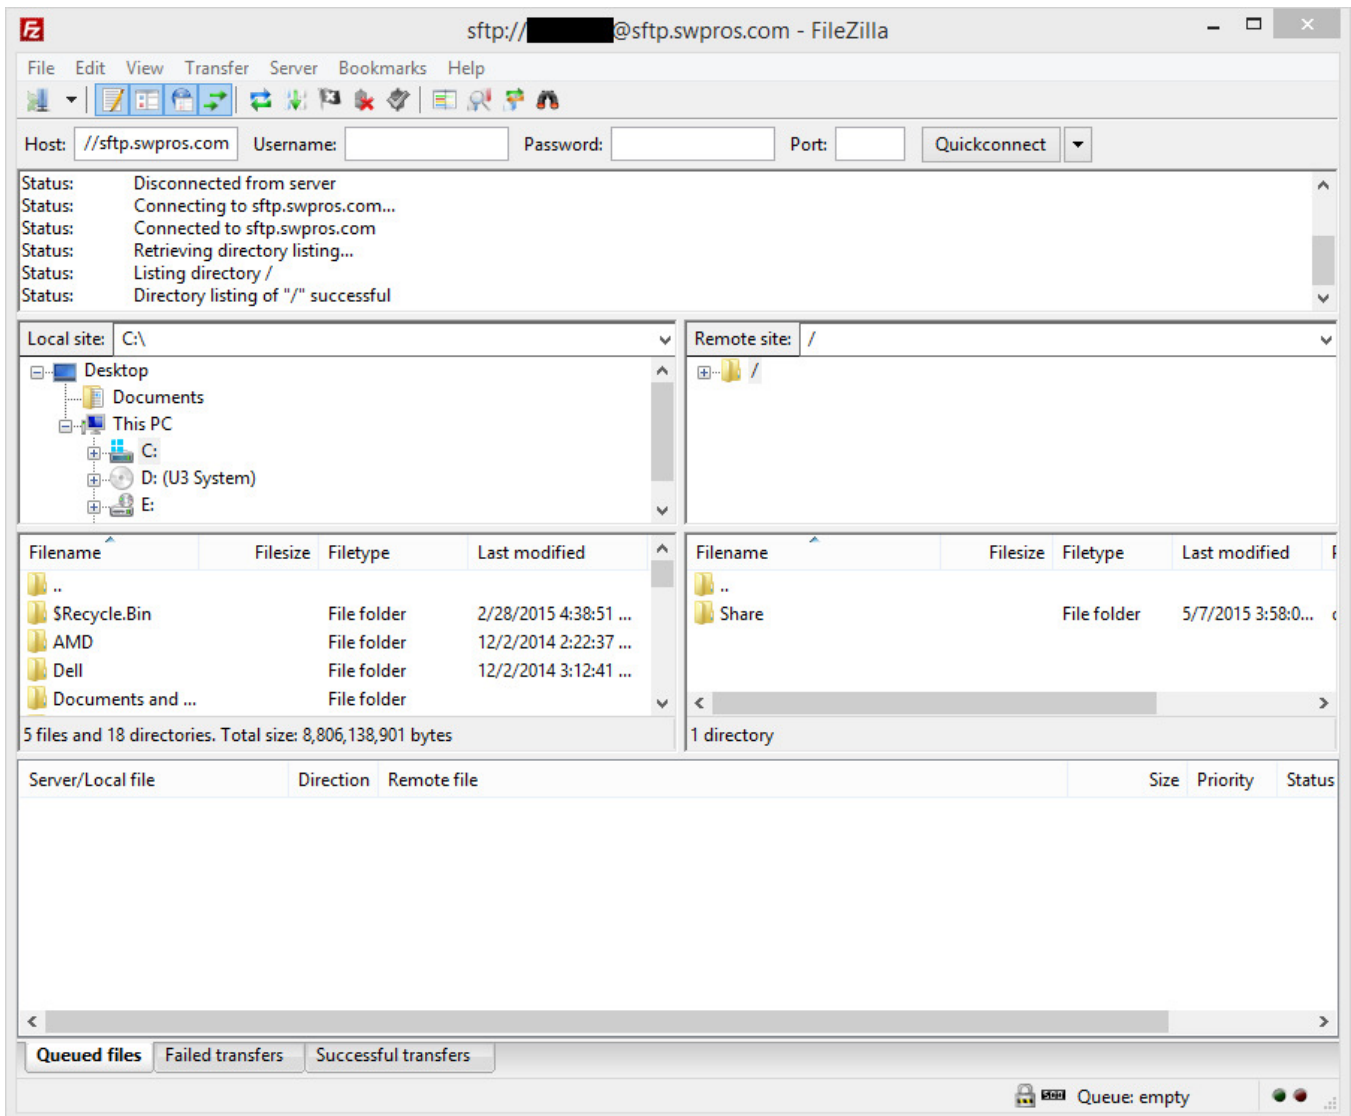 sftp:// @sftp.swpros.com - FileZilla
File Edit View Transfer Server Bookmarks Help
Host: //sftp.swpros.com Username: Password: Port: Quickconnect
Status: Disconnected from server
Status: Connecting to sftp.swpros.com...
Status: Connected to sftp.swpros.com
Status: Retrieving directory listing...
Status: Listing directory /
Status: Directory listing of "/" successful
Local site: C:\
Desktop
Documents
This PC
C:
D: (U3 System)
E:
Remote site: /
/
Filename Filesize Filetype Last modified
..
$Recycle.Bin File folder 2/28/2015 4:38:51 ...
AMD File folder 12/2/2014 2:22:37 ...
Dell File folder 12/2/2014 3:12:41 ...
Documents and ... File folder
5 files and 18 directories. Total size: 8,806,138,901 bytes
Filename Filesize Filetype Last modified
..
Share File folder 5/7/2015 3:58:0...
1 directory
Server/Local file Direction Remote file Size Priority Status
Queued files Failed transfers Successful transfers
Queue: empty